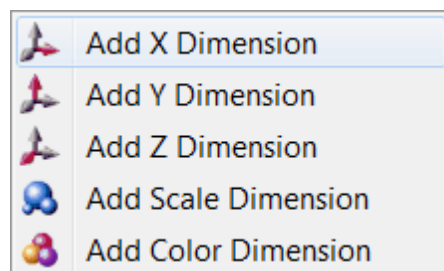 Add X Dimension
Add Y Dimension
Add Z Dimension
Add Scale Dimension
Add Color Dimension